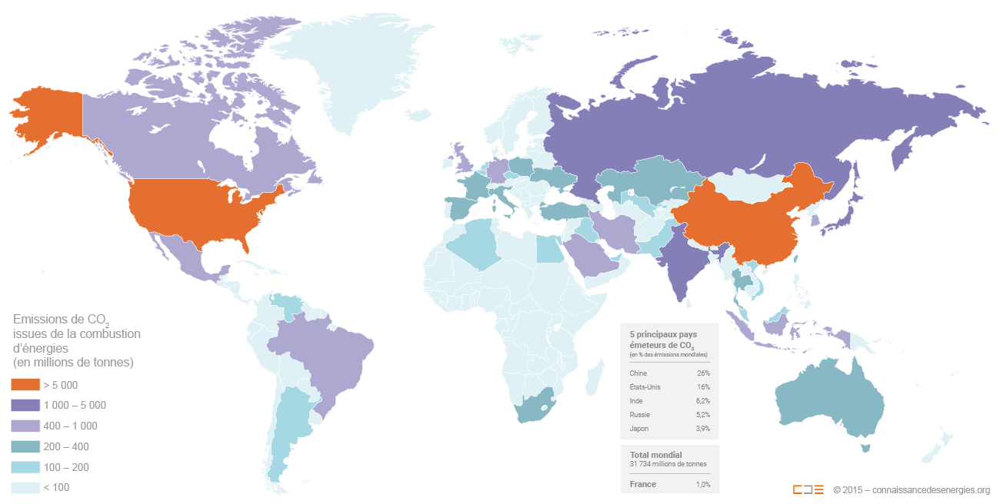 Emissions de CO2
issues de la combustion
d'énergies
(en millions de tonnes)
> 5 000
1 000 – 5 000
400 – 1 000
200 – 400
100 – 200
< 100
5 principaux pays
émeteurs de CO2
(en % des émissions mondiales)
Chine 26%
États-Unis 16%
Inde 6,2%
Russie 5,2%
Japon 3,9%
Total mondial
31 734 millions de tonnes
France 1,0%
© 2015 – connaissancedesenergies.org